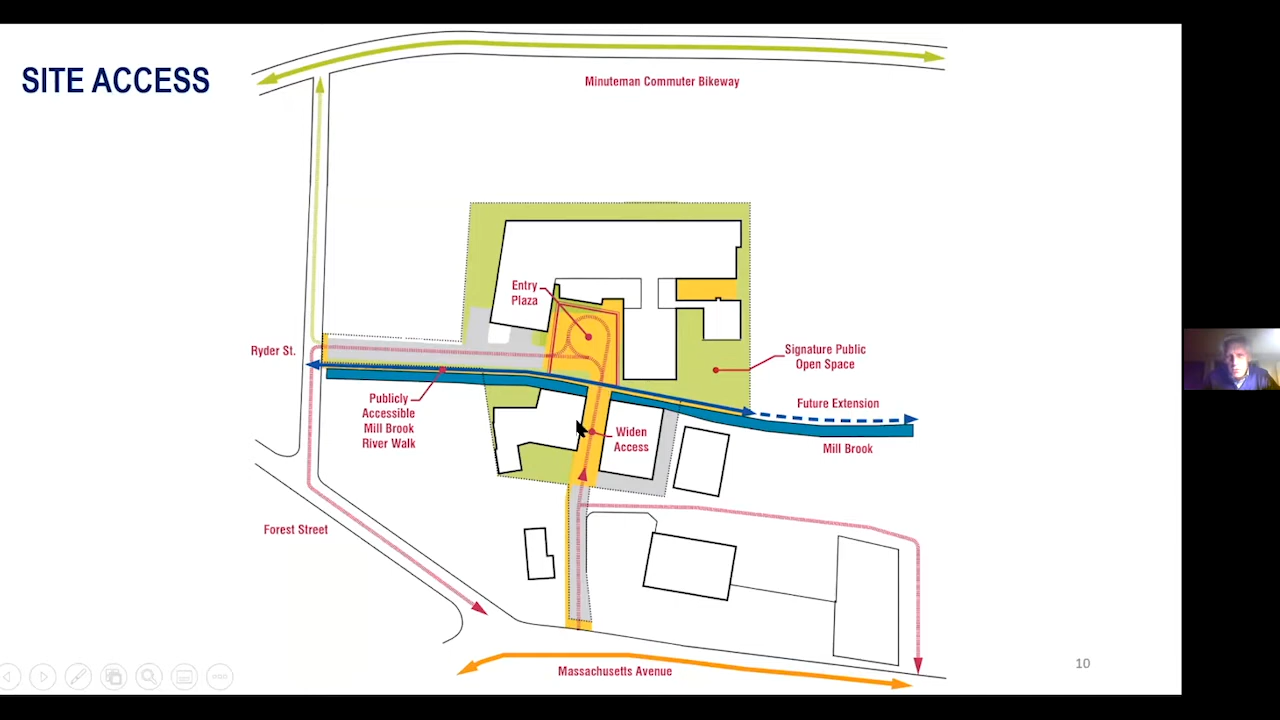 SITE ACCESS
Minuteman Commuter Bikeway
Entry
Plaza
Ryder St.
Signature Public
Open Space
Publicly
Accessible
Mill Brook
River Walk
Future Extension
Widen
Access
Mill Brook
Forest Street
Massachusetts Avenue
10